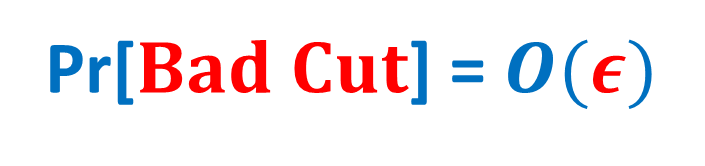 Pr[Bad Cut] = O(ϵ)